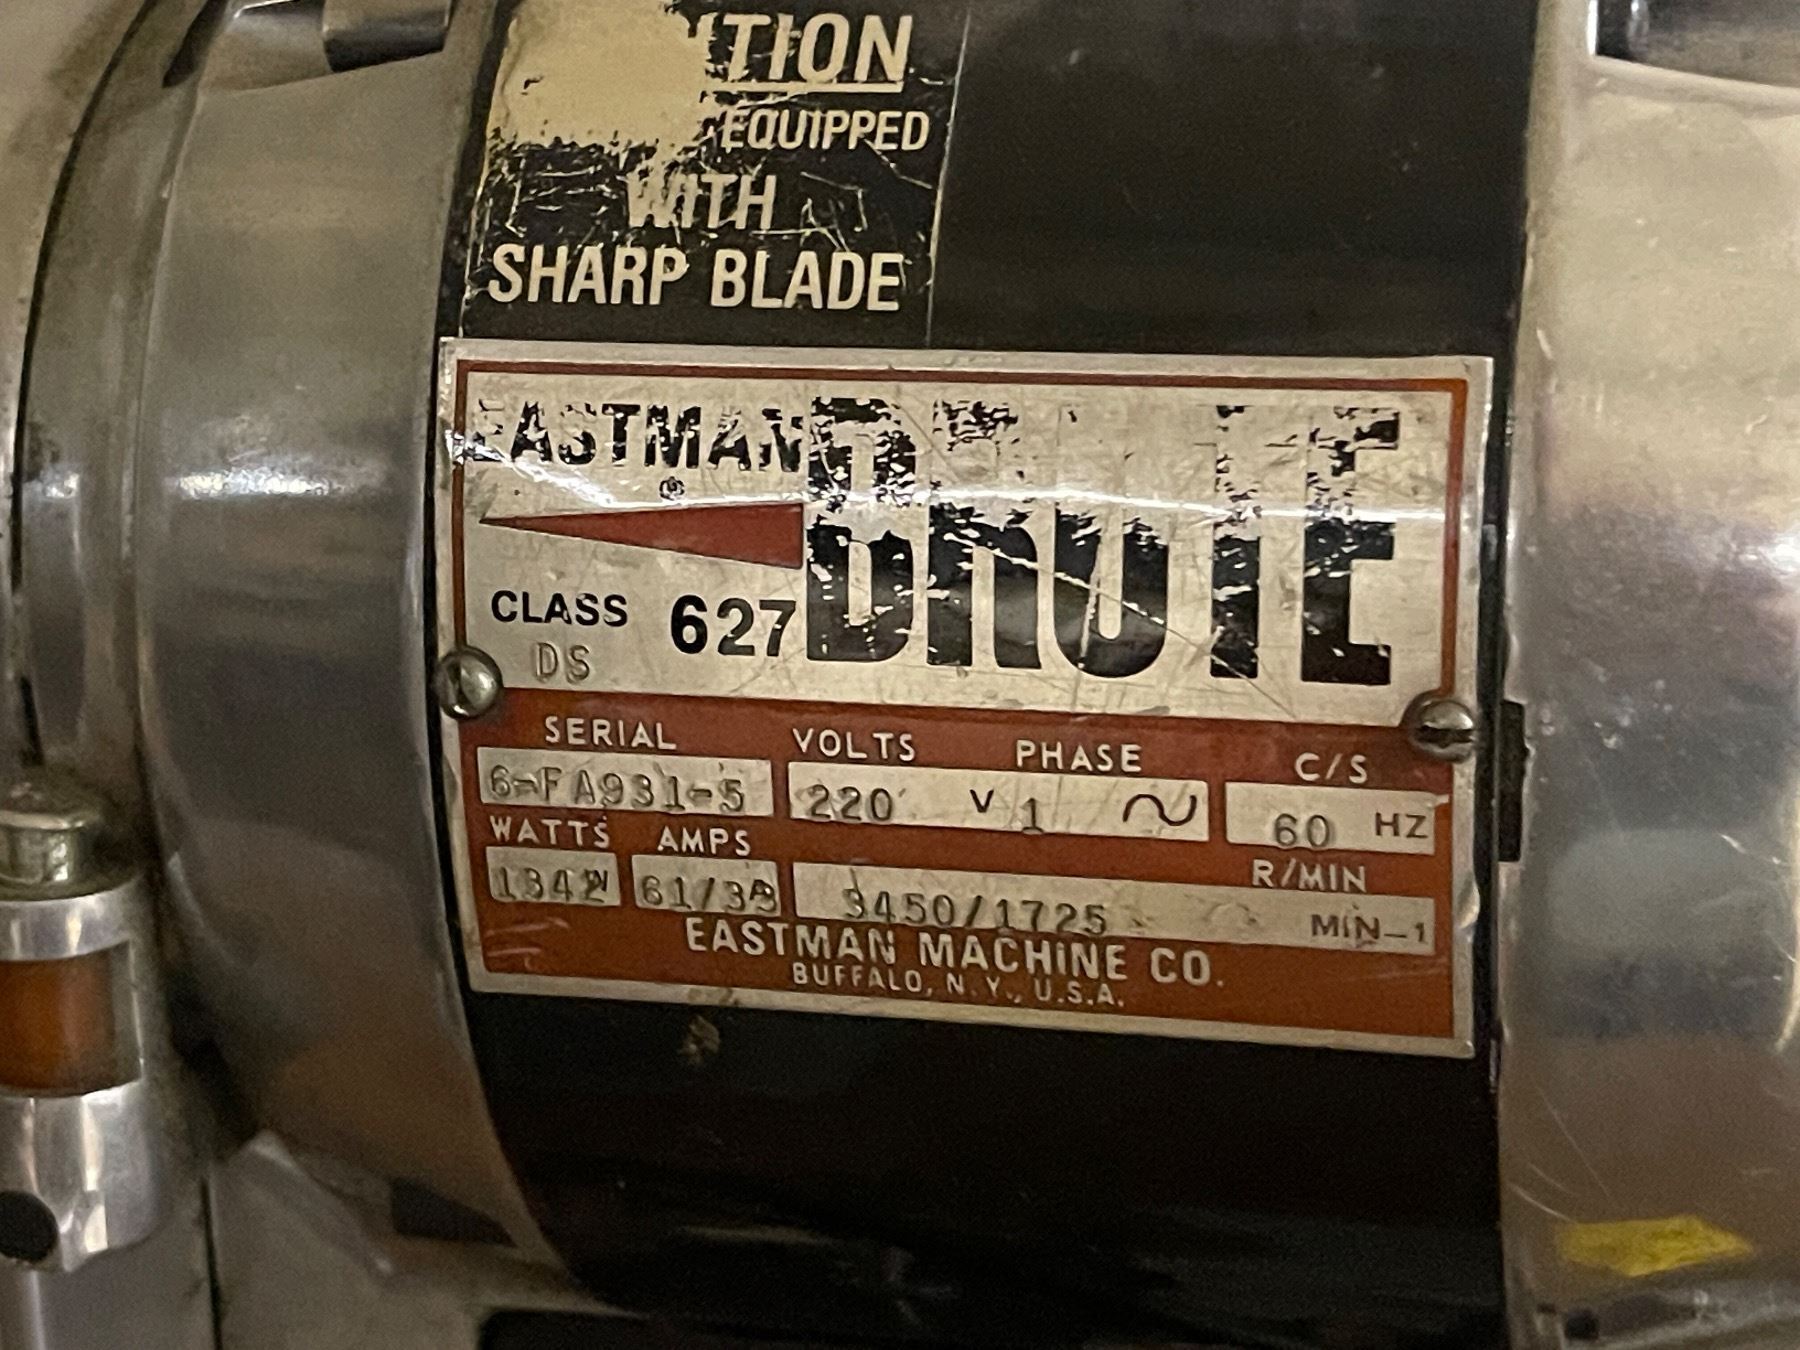 EQUIPPED
WITH
SHARP BLADE
EASTMAN BRUTE
®
CLASS 627
DS
SERIAL VOLTS PHASE C/S
6-FA931-5 220 V 1 ∿ 60 HZ
WATTS AMPS R/MIN
1342W 3450/1725 MIN-1
EASTMAN MACHINE CO.
BUFFALO, N.Y., U.S.A.